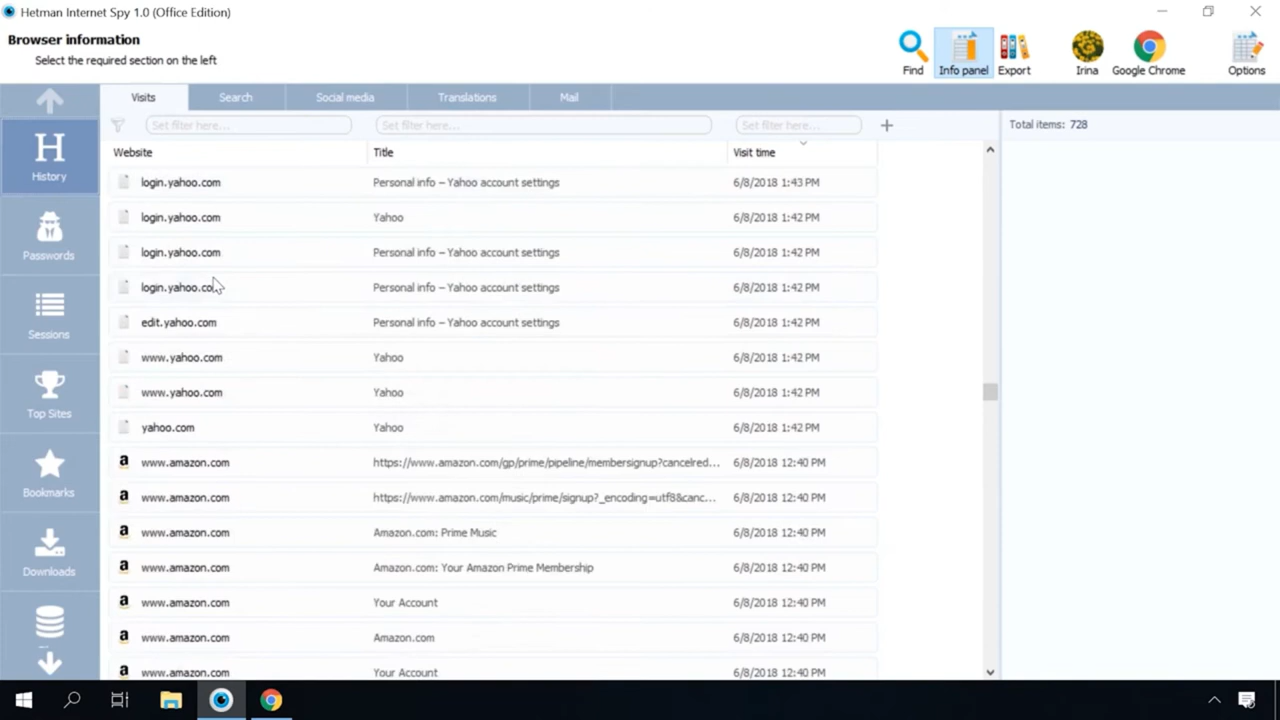 Hetman Internet Spy 1.0 (Office Edition)
Browser information
Select the required section on the left
Find
Info panel
Export
Irina
Google Chrome
Options
Visits
Search
Social media
Translations
Mail
Set filter here...
Set filter here...
Set filter here...
Total items: 728
Website
Title
Visit time
H
History
Passwords
Sessions
Top Sites
Bookmarks
Downloads
login.yahoo.com Personal info – Yahoo account settings 6/8/2018 1:43 PM
login.yahoo.com Yahoo 6/8/2018 1:42 PM
login.yahoo.com Personal info – Yahoo account settings 6/8/2018 1:42 PM
login.yahoo.co Personal info – Yahoo account settings 6/8/2018 1:42 PM
edit.yahoo.com Personal info – Yahoo account settings 6/8/2018 1:42 PM
www.yahoo.com Yahoo 6/8/2018 1:42 PM
www.yahoo.com Yahoo 6/8/2018 1:42 PM
yahoo.com Yahoo 6/8/2018 1:42 PM
www.amazon.com https://www.amazon.com/gp/prime/pipeline/membersignup?cancelred... 6/8/2018 12:40 PM
www.amazon.com https://www.amazon.com/music/prime/signup?_encoding=utf8&canc... 6/8/2018 12:40 PM
www.amazon.com Amazon.com: Prime Music 6/8/2018 12:40 PM
www.amazon.com Amazon.com: Your Amazon Prime Membership 6/8/2018 12:40 PM
www.amazon.com Your Account 6/8/2018 12:40 PM
www.amazon.com Amazon.com 6/8/2018 12:40 PM
www.amazon.com Your Account 6/8/2018 12:40 PM